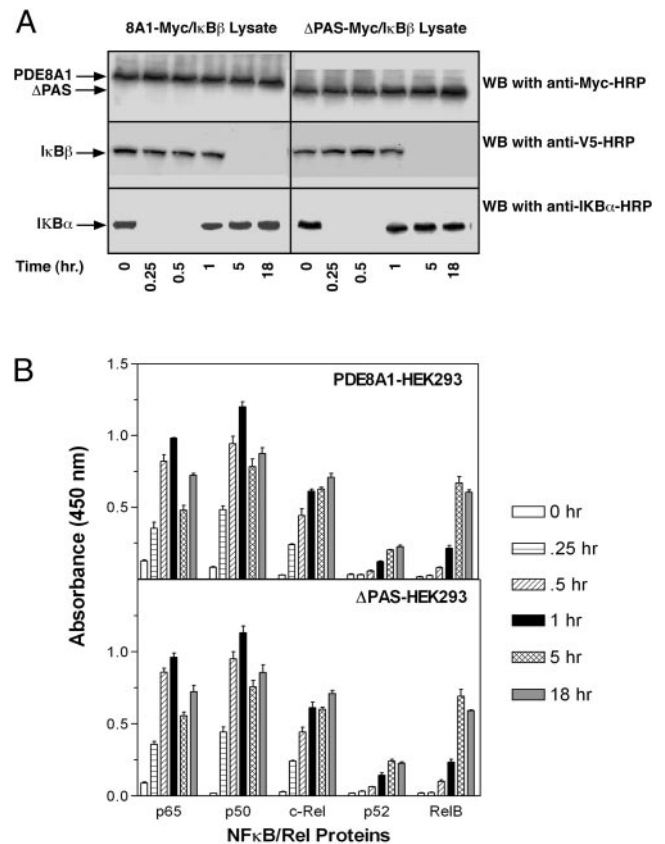 A
8A1-Myc/IκBβ Lysate
ΔPAS-Myc/IκBβ Lysate
PDE8A1
ΔPAS
WB with anti-Myc-HRP
IκBβ
WB with anti-V5-HRP
IKBα
WB with anti-IKBα-HRP
Time (hr.)
0 0.25 0.5 1 5 18 0 0.25 0.5 1 5 18
B
PDE8A1-HEK293
1.5
1.0
0.5
Absorbance (450 nm)
ΔPAS-HEK293
1.0
0.5
0.0
p65 p50 c-Rel p52 RelB
NFκB/Rel Proteins
0 hr
.25 hr
.5 hr
1 hr
5 hr
18 hr